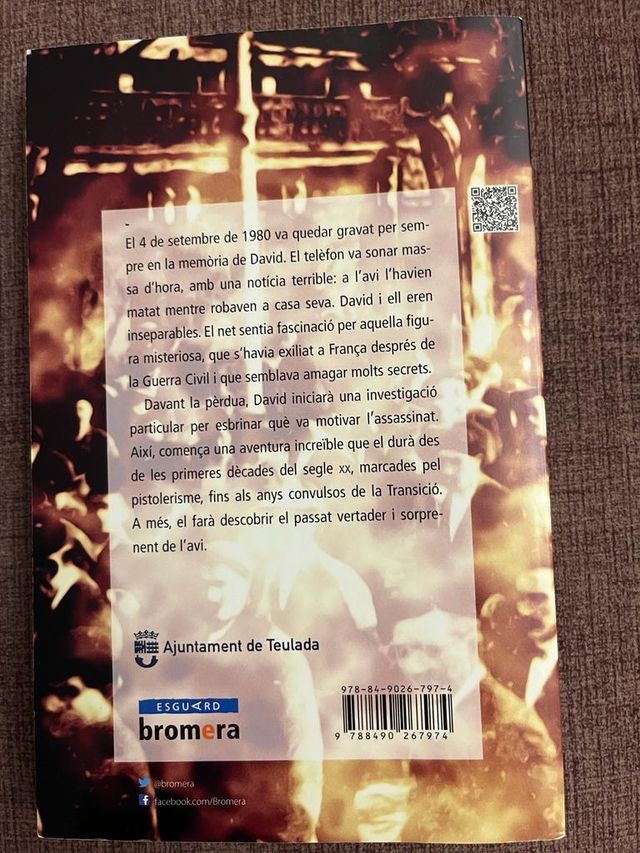 El 4 de setembre de 1980 va quedar gravat per sem-
pre en la memòria de David. El telèfon va sonar mas-
sa d'hora, amb una notícia terrible: a l'avi l'havien
matat mentre robaven a casa seva. David i ell eren
inseparables. El net sentia fascinació per aquella figu-
ra misteriosa, que s'havia exiliat a França després de
la Guerra Civil i que semblava amagar molts secrets.
Davant la pèrdua, David iniciarà una investigació
particular per esbrinar què va motivar l'assassinat.
Així, comença una aventura increïble que el durà des
de les primeres dècades del segle XX, marcades pel
pistolerisme, fins als anys convulsos de la Transició.
A més, el farà descobrir el passat vertader i sorpre-
nent de l'avi.
Ajuntament de Teulada
ESGUARD
bromera
978-84-9026-797-4
9 788490 267974
@bromera
facebook.com/Bromera